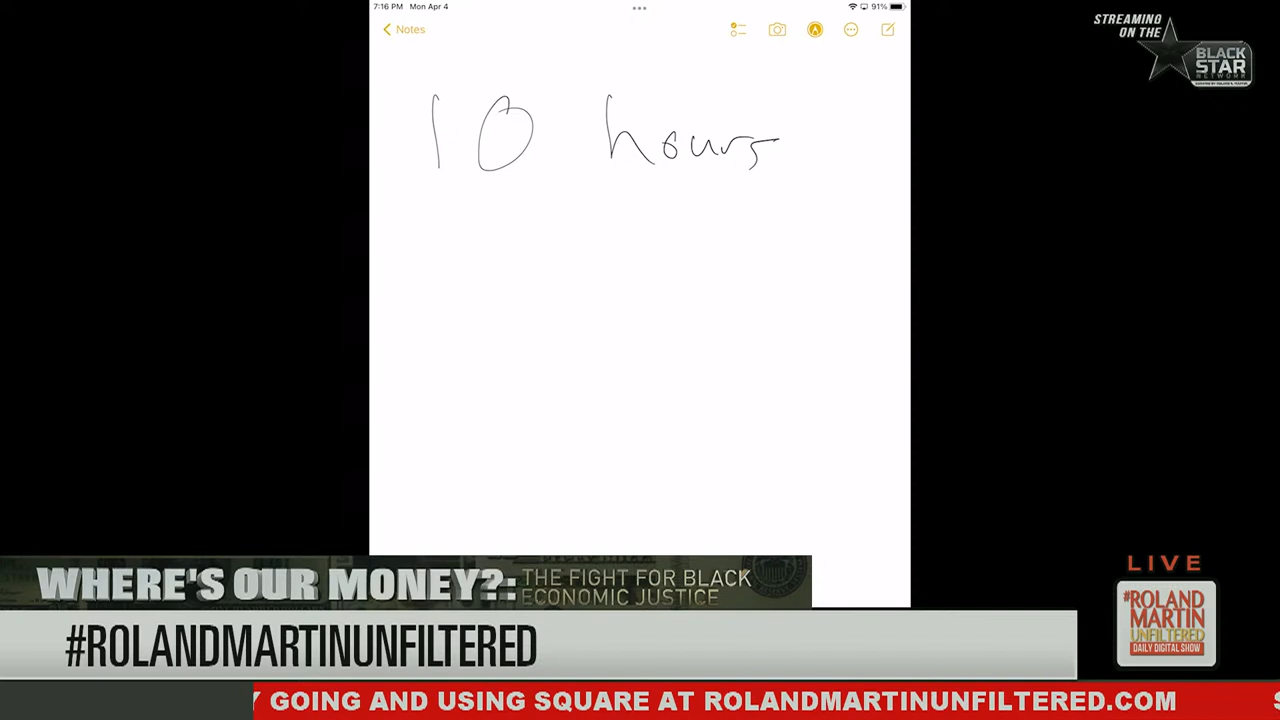 7:16 PM Mon Apr 4
91%
Notes
STREAMING
ON THE
BLACK
STAR
NETWORK
10 hours
WHERE'S OUR MONEY?: THE FIGHT FOR BLACK
ECONOMIC JUSTICE
#ROLANDMARTINUNFILTERED
LIVE
#ROLAND
MARTIN
UNFILTERED
DAILY DIGITAL SHOW
GOING AND USING SQUARE AT ROLANDMARTINUNFILTERED.COM